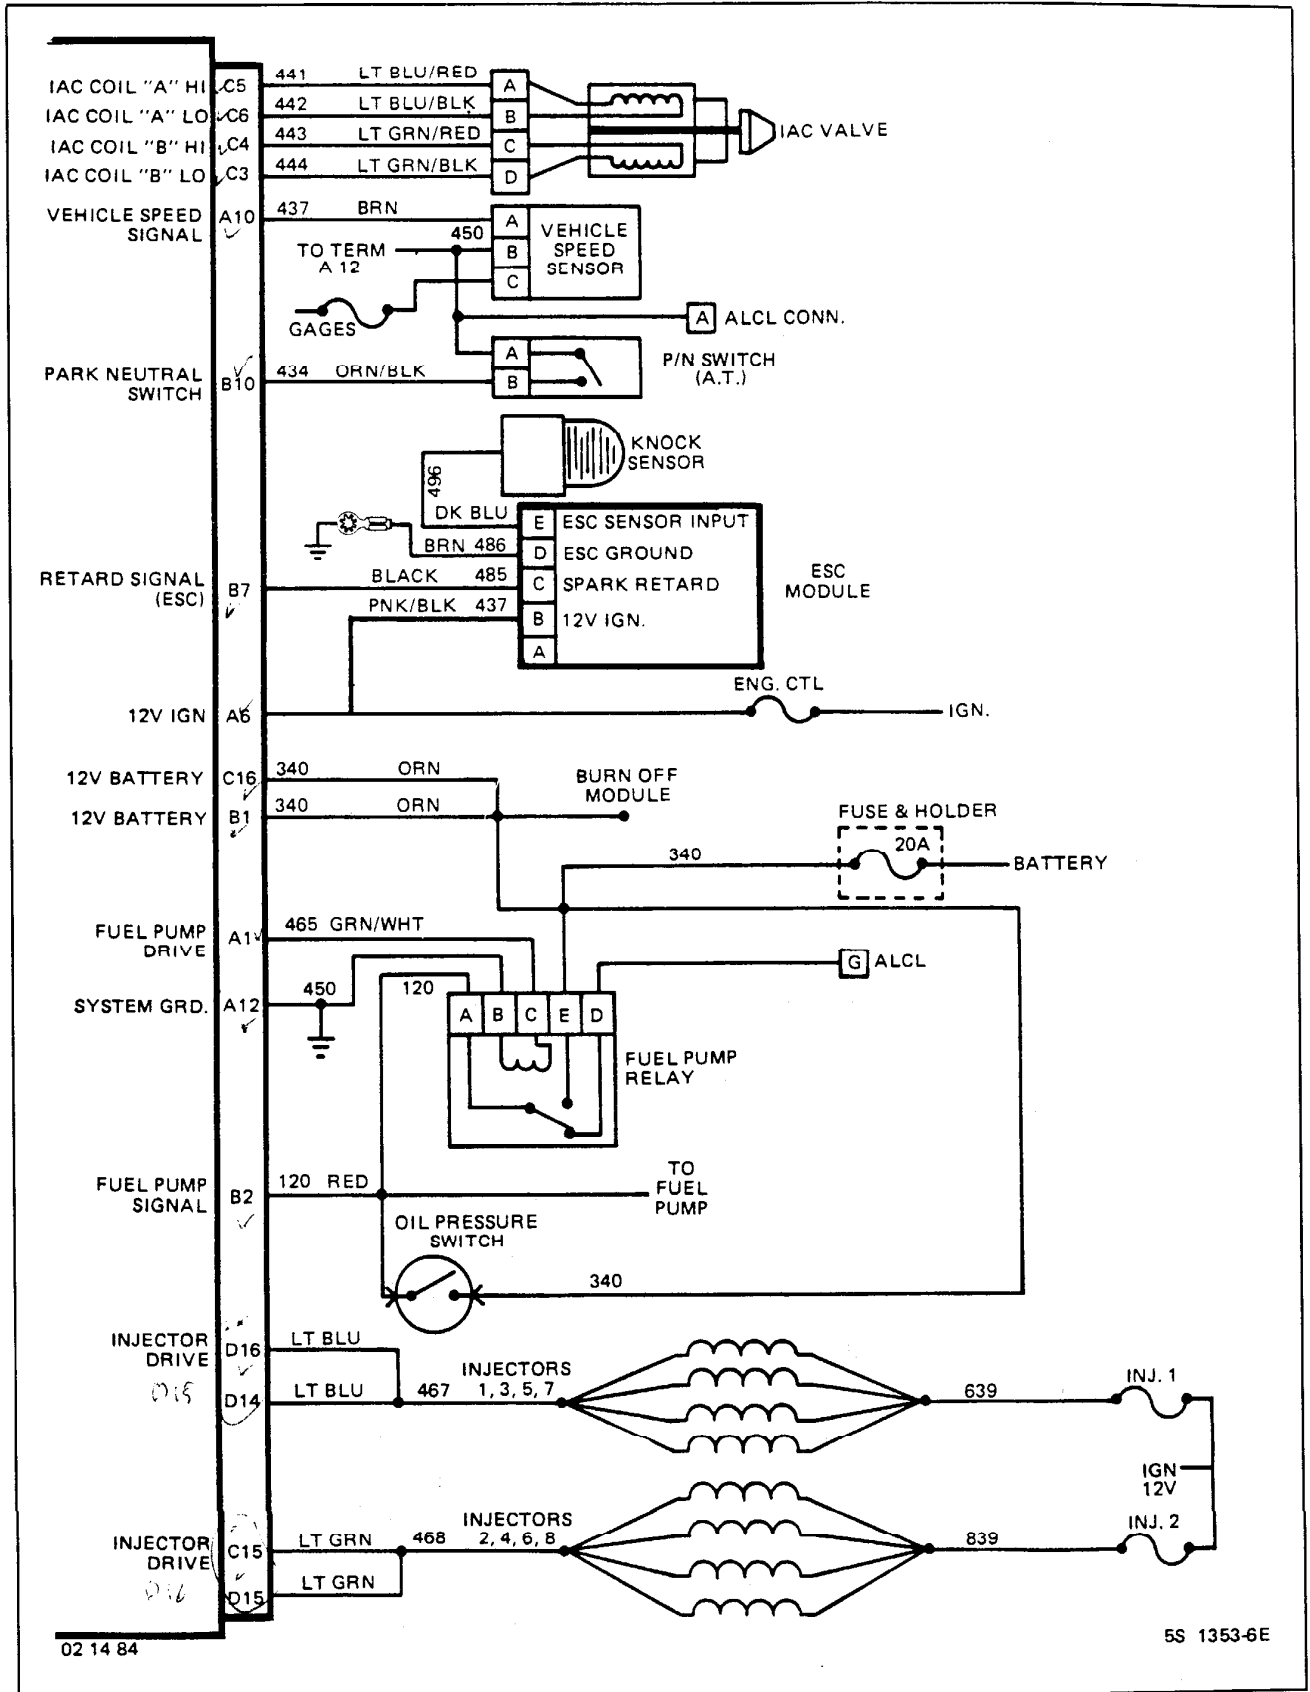 IAC COIL "A" HI C5 441 LT BLU/RED A
IAC COIL "A" LO C6 442 LT BLU/BLK B
IAC COIL "B" HI C4 443 LT GRN/RED C
IAC COIL "B" LO C3 444 LT GRN/BLK D
IAC VALVE
VEHICLE SPEED
SIGNAL
A10 437 BRN A
450 B
C
VEHICLE
SPEED
SENSOR
TO TERM
A 12
GAGES
A ALCL CONN.
PARK NEUTRAL
SWITCH
B10 434 ORN/BLK
A
B
P/N SWITCH
(A.T.)
KNOCK
SENSOR
496
DK BLU E ESC SENSOR INPUT
BRN 486 D ESC GROUND
RETARD SIGNAL
(ESC)
B7 BLACK 485 C SPARK RETARD
PNK/BLK 437 B 12V IGN.
A
ESC
MODULE
ENG. CTL
12V IGN A6 IGN.
12V BATTERY C16 340 ORN
12V BATTERY B1 340 ORN
BURN OFF
MODULE
FUSE & HOLDER
20A
340 BATTERY
FUEL PUMP
DRIVE
A1 465 GRN/WHT
G ALCL
SYSTEM GRD. A12 450
120
A B C E D
FUEL PUMP
RELAY
FUEL PUMP
SIGNAL
B2 120 RED
TO
FUEL
PUMP
OIL PRESSURE
SWITCH
340
INJECTOR
DRIVE
D16 LT BLU
D14 LT BLU 467
INJECTORS
1, 3, 5, 7
639
INJ. 1
IGN
12V
INJECTOR
DRIVE
C15 LT GRN 468
D15 LT GRN
INJECTORS
2, 4, 6, 8
839
INJ. 2
D16
02 14 84
5S 1353-6E